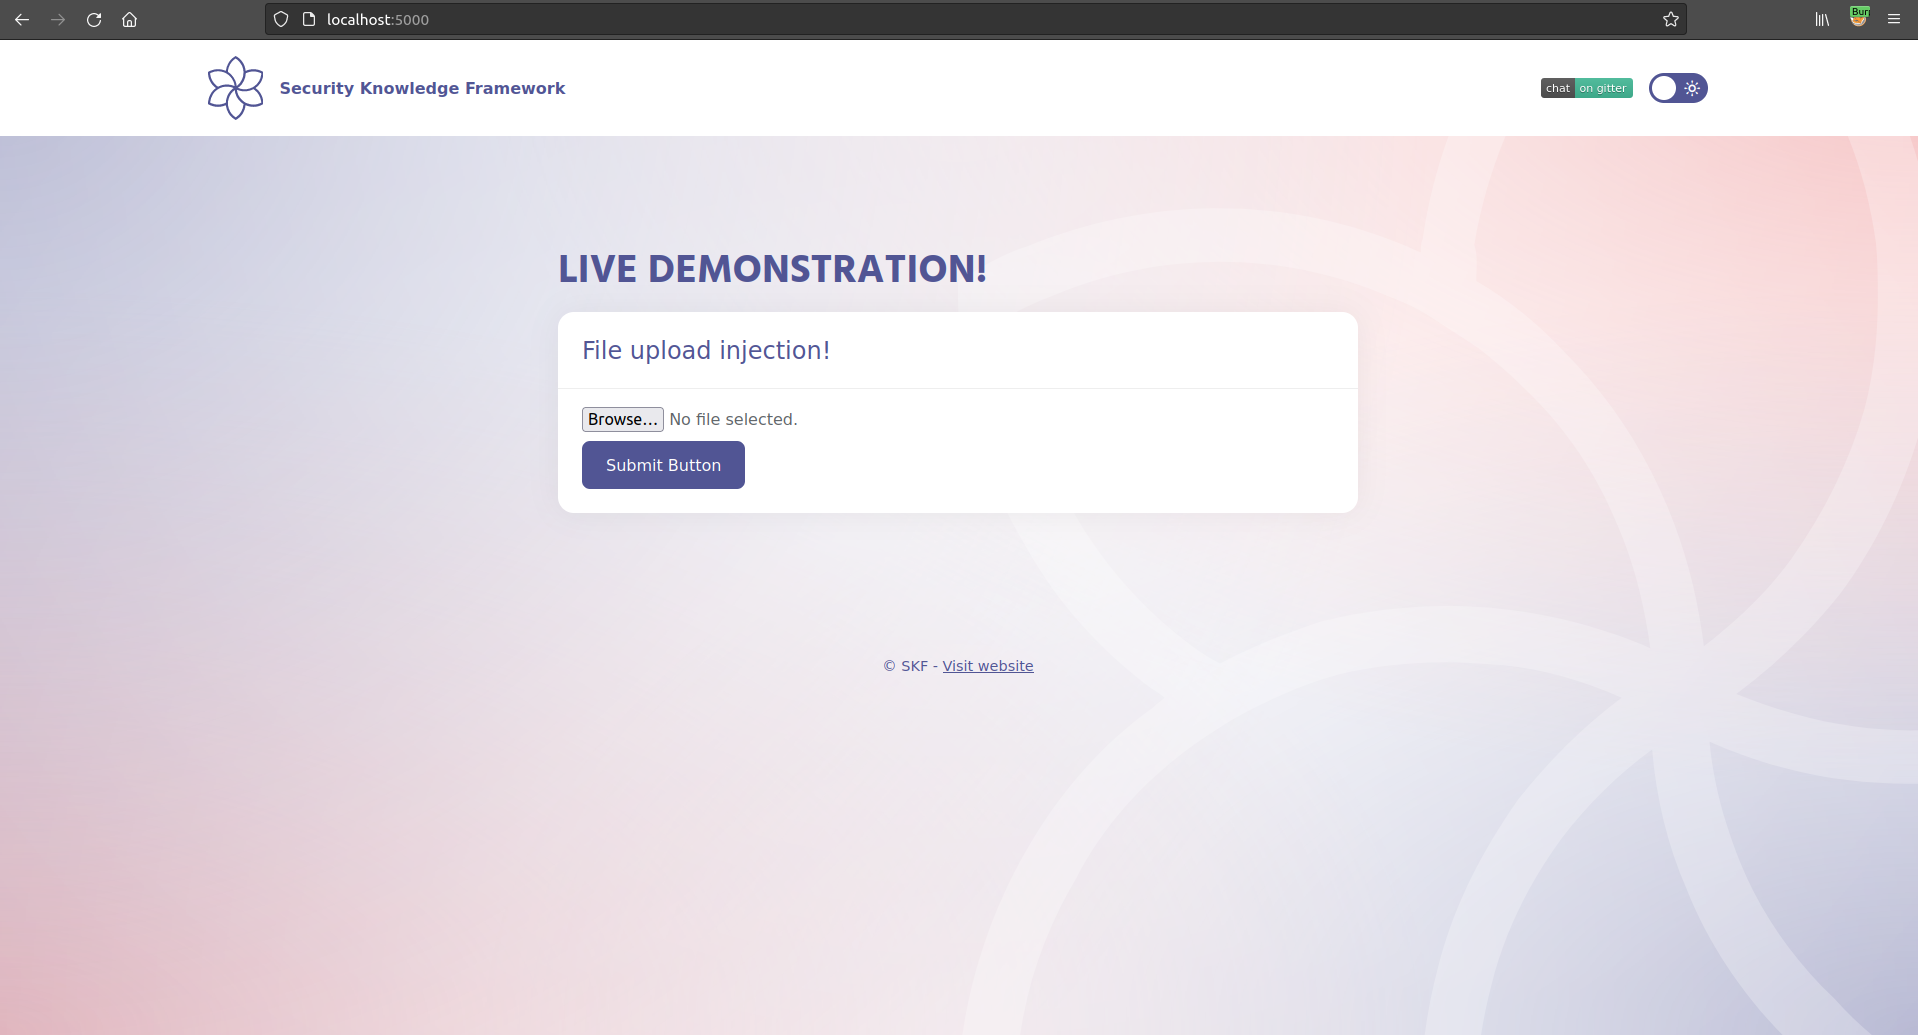 localhost:5000
Bur
Security Knowledge Framework
chat on gitter
LIVE DEMONSTRATION!
File upload injection!
Browse... No file selected.
Submit Button
© SKF - Visit website